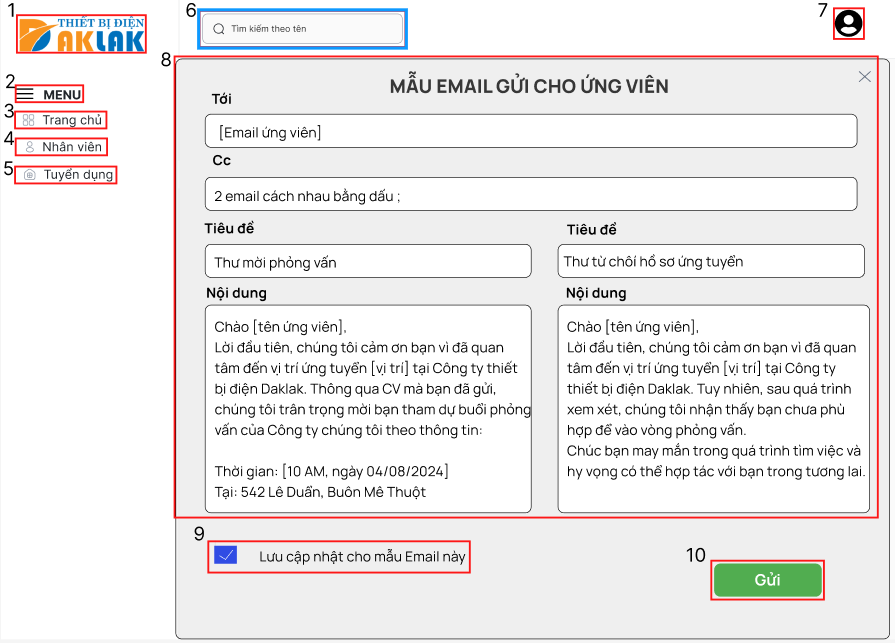 1
THIẾT BỊ ĐIỆN
DAKLAK
6
Tìm kiếm theo tên
7
2
MENU
3
Trang chủ
4
Nhân viên
5
Tuyển dụng
8
MẪU EMAIL GỬI CHO ỨNG VIÊN
Tới
[Email ứng viên]
Cc
2 email cách nhau bằng dấu ;
Tiêu đề
Thư mời phỏng vấn
Nội dung
Chào [tên ứng viên],
Lời đầu tiên, chúng tôi cảm ơn bạn vì đã quan
tâm đến vị trí ứng tuyển [vị trí] tại Công ty thiết
bị điện Daklak. Thông qua CV mà bạn đã gửi,
chúng tôi trân trọng mời bạn tham dự buổi phỏng
vấn của Công ty chúng tôi theo thông tin:
Thời gian: [10 AM, ngày 04/08/2024]
Tại: 542 Lê Duẩn, Buôn Mê Thuột
Tiêu đề
Thư từ chôí hồ sơ ứng tuyển
Nội dung
Chào [tên ứng viên],
Lời đầu tiên, chúng tôi cảm ơn bạn vì đã quan
tâm đến vị trí ứng tuyển [vị trí] tại Công ty
thiết bị điện Daklak. Tuy nhiên, sau quá trình
xem xét, chúng tôi nhận thấy bạn chưa phù
hợp để vào vòng phỏng vấn.
Chúc bạn may mắn trong quá trình tìm việc và
hy vọng có thể hợp tác với bạn trong tương lai.
9
Lưu cập nhật cho mẫu Email này
10
Gửi